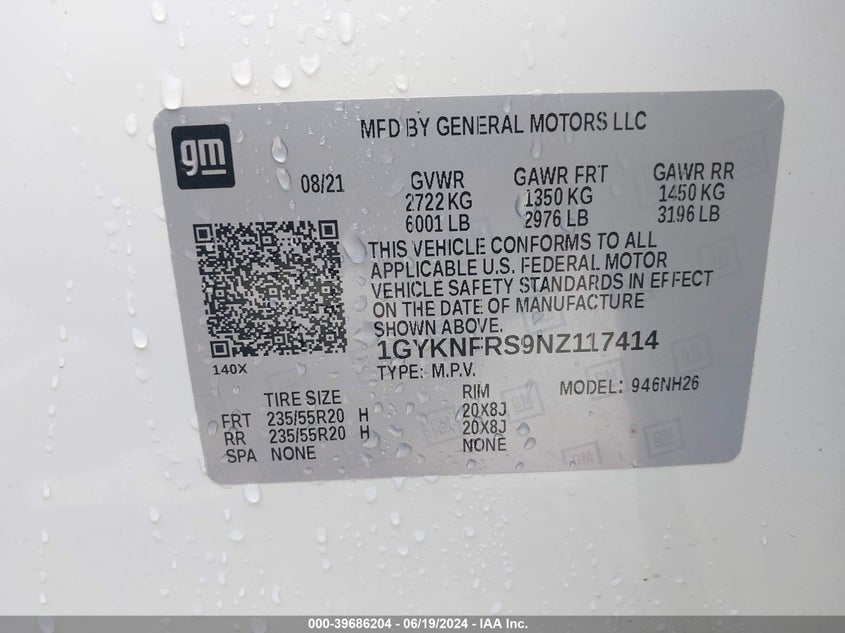 gm
MFD BY GENERAL MOTORS LLC
08/21 GVWR GAWR FRT GAWR RR
2722 KG 1350 KG 1450 KG
6001 LB 2976 LB 3196 LB
THIS VEHICLE CONFORMS TO ALL
APPLICABLE U.S. FEDERAL MOTOR
VEHICLE SAFETY STANDARDS IN EFFECT
ON THE DATE OF MANUFACTURE
SHOWN ABOVE.
1GYKNFRS9NZ117414
140X
TYPE: M.P.V. MODEL: 946NH26
TIRE SIZE RIM
FRT 235/55R20 H 20X8J
RR 235/55R20 H 20X8J
SPA NONE NONE
000-39686204 - 06/19/2024 - IAA Inc.